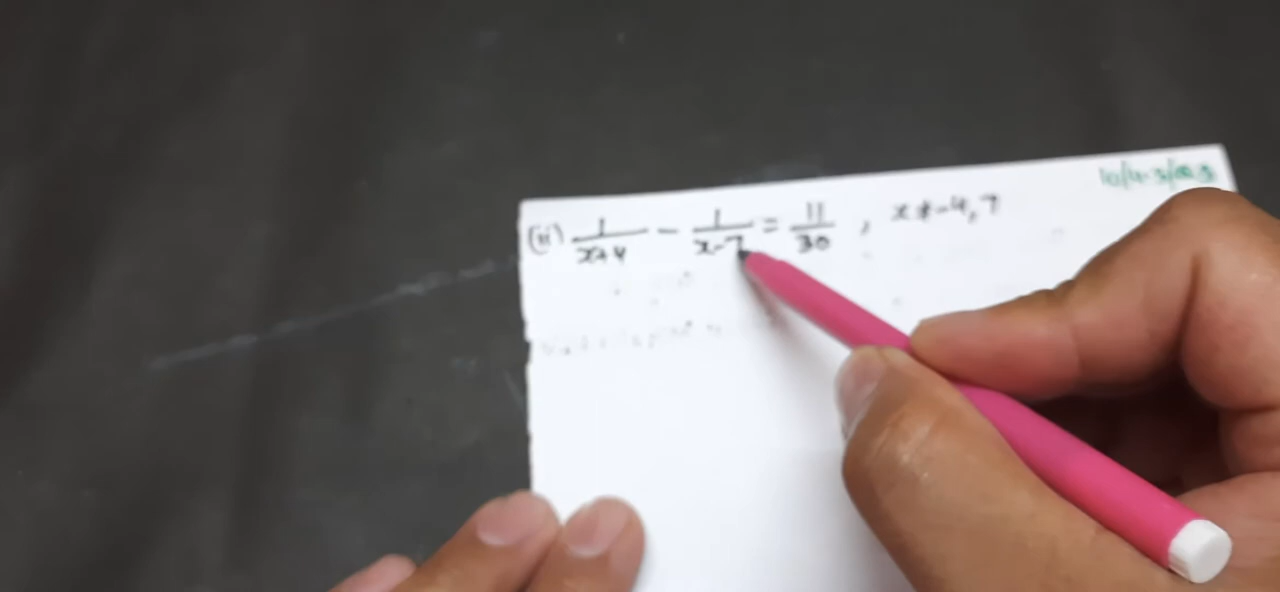 (ii) 1/(x+4) - 1/(x-7) = 11/30 , x ≠ -4, 7